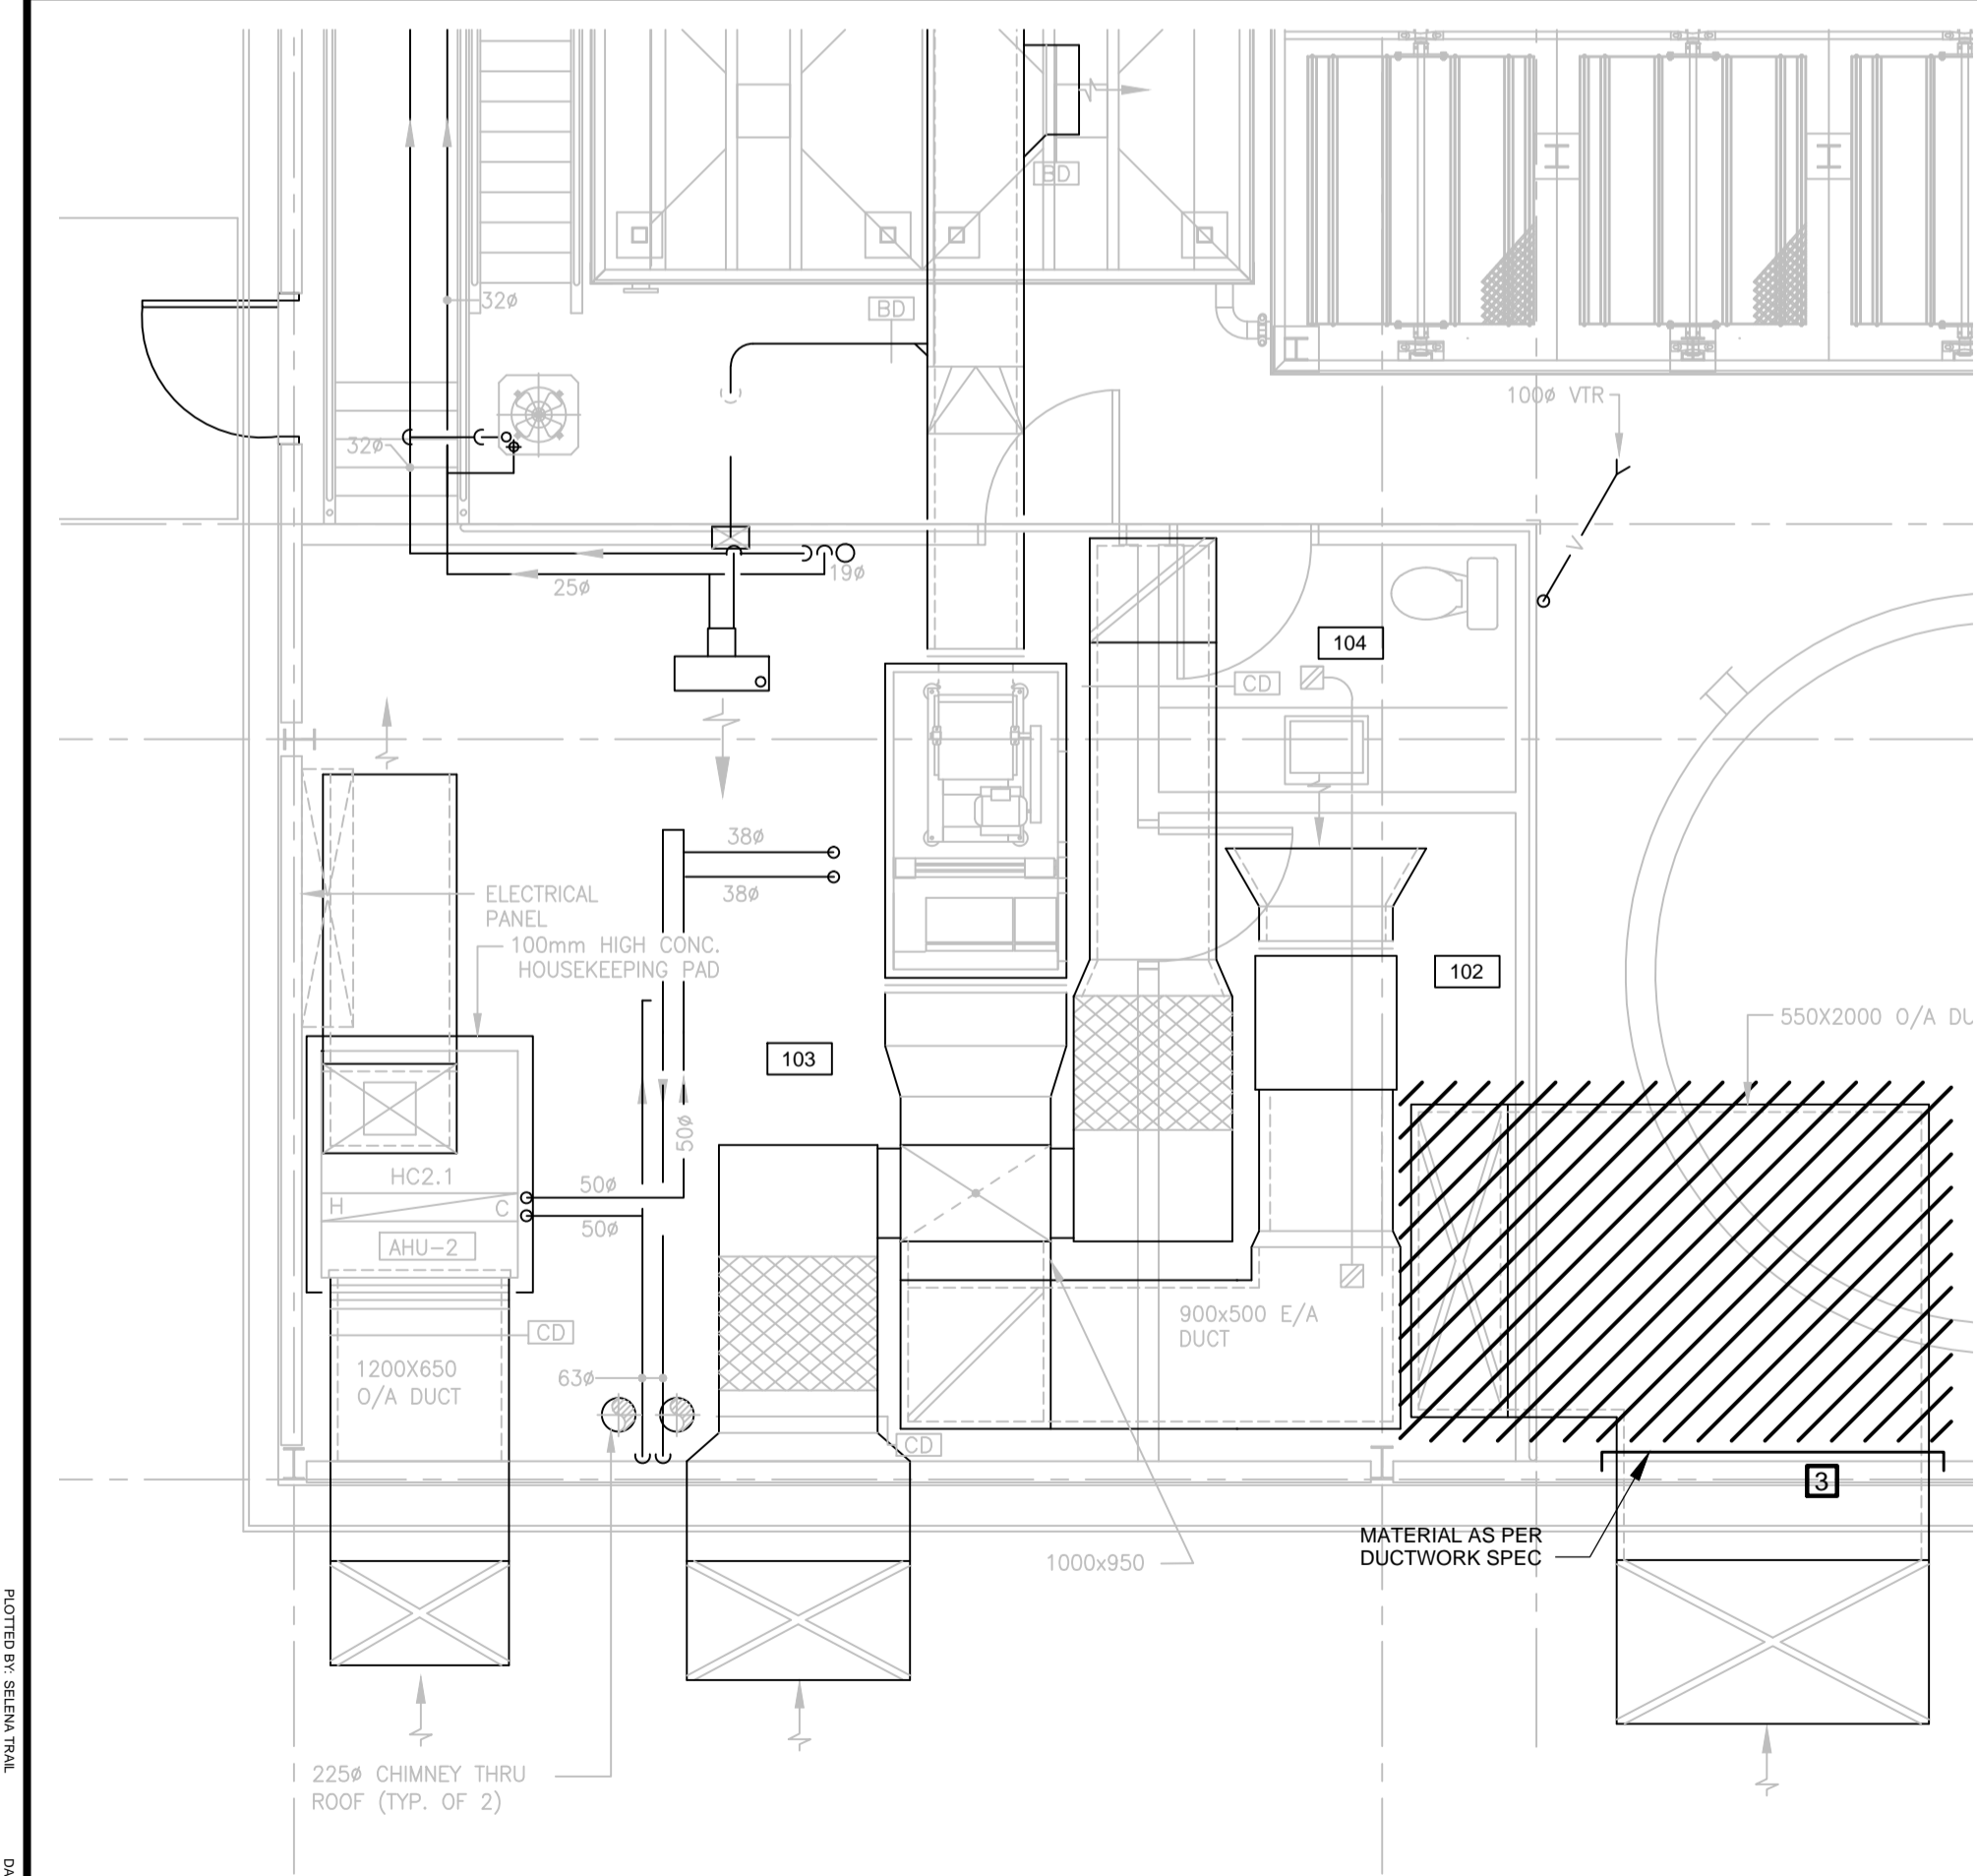 BD
32ø
BD
100ø VTR
32ø
V
19ø
25ø
104
CD
38ø
38ø
ELECTRICAL
PANEL
100mm HIGH CONC.
HOUSEKEEPING PAD
102
550X2000 O/A DU
103
50ø
HC2.1
50ø
H
C
50ø
AHU-2
900x500 E/A
DUCT
CD
1200X650
O/A DUCT
63ø
CD
3
MATERIAL AS PER
DUCTWORK SPEC
1000x950
225ø CHIMNEY THRU
ROOF (TYP. OF 2)
PLOTTED BY: SELENA TRAIL
DA